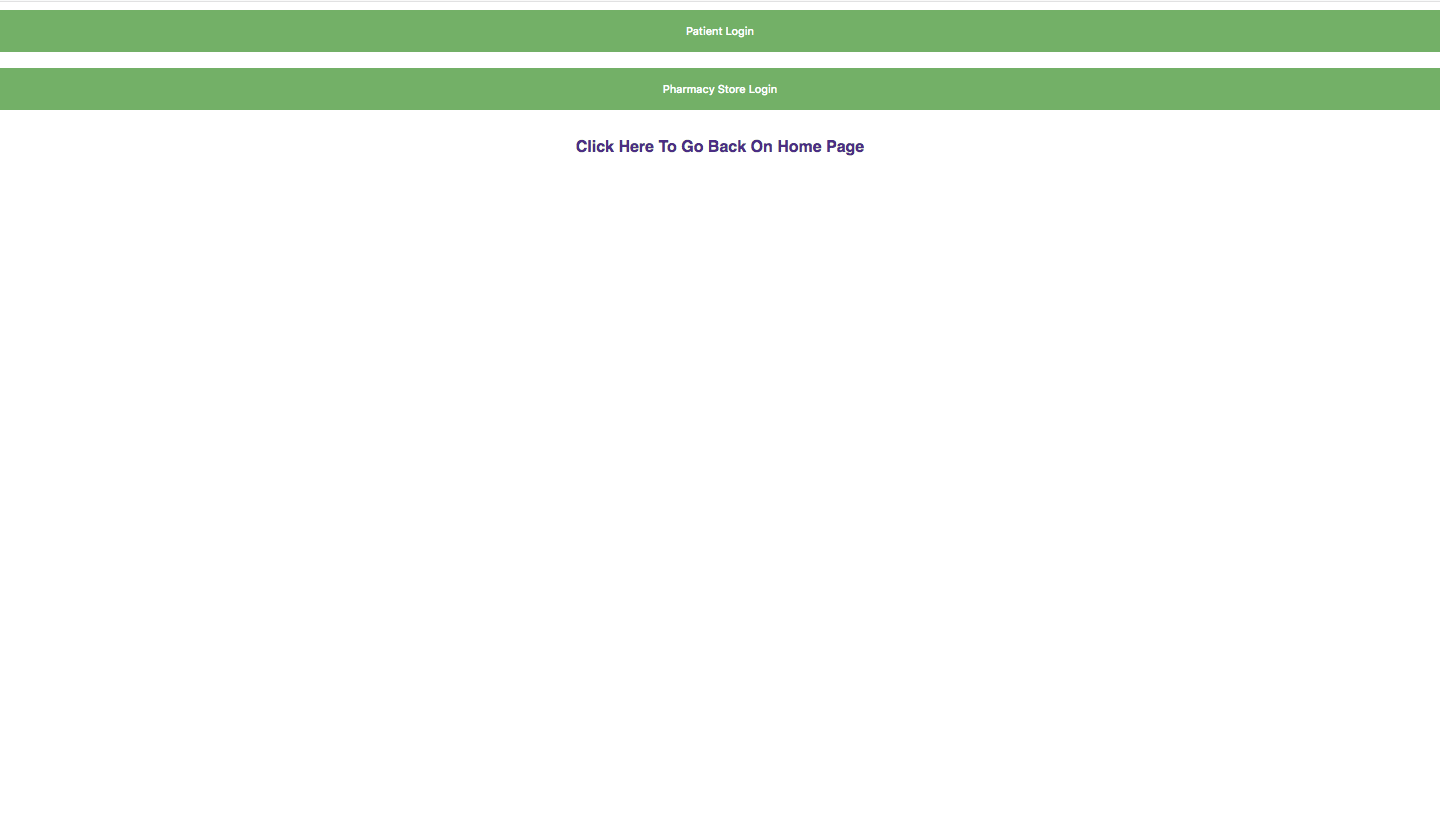 Patient Login
Pharmacy Store Login
Click Here To Go Back On Home Page